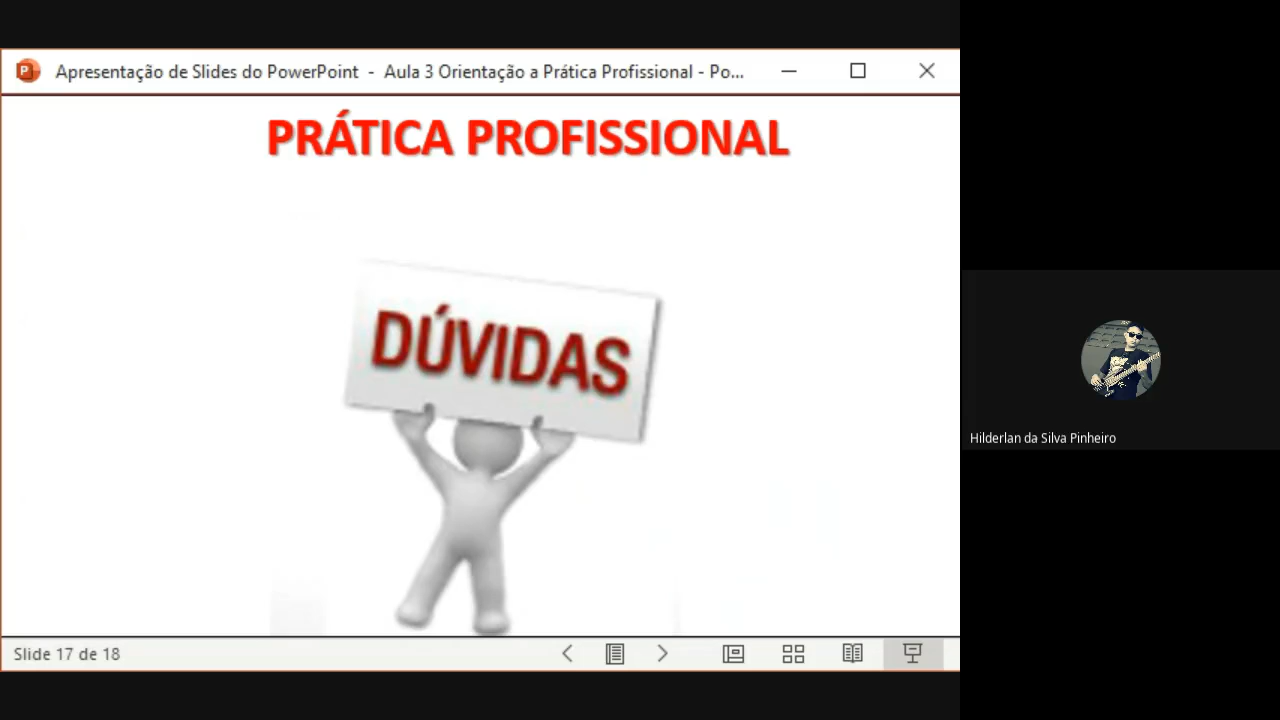 Apresentação de Slides do PowerPoint - Aula 3 Orientação a Prática Profissional - Po...
PRÁTICA PROFISSIONAL
DÚVIDAS
Hilderlan da Silva Pinheiro
Slide 17 de 18